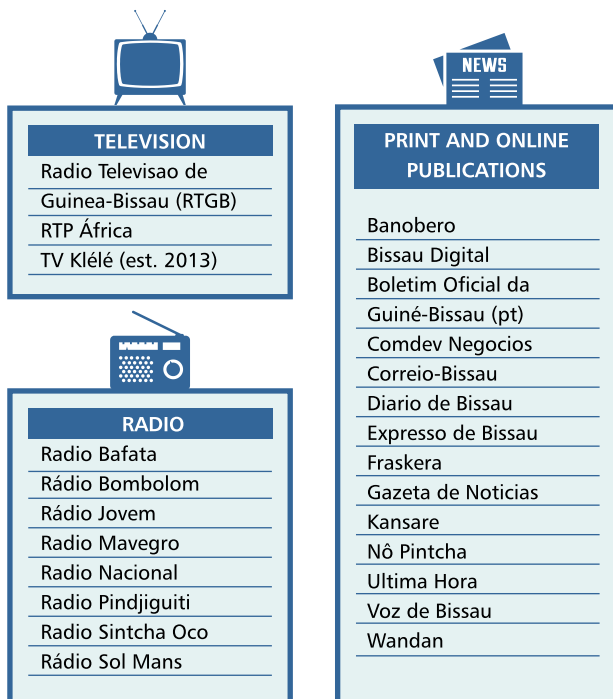 TELEVISION
Radio Televisao de
Guinea-Bissau (RTGB)
RTP África
TV Klélé (est. 2013)
RADIO
Radio Bafata
Rádio Bombolom
Rádio Jovem
Radio Mavegro
Radio Nacional
Radio Pindjiguiti
Radio Sintcha Oco
Rádio Sol Mans
NEWS
PRINT AND ONLINE
PUBLICATIONS
Banobero
Bissau Digital
Boletim Oficial da
Guiné-Bissau (pt)
Comdev Negocios
Correio-Bissau
Diario de Bissau
Expresso de Bissau
Fraskera
Gazeta de Noticias
Kansare
Nô Pintcha
Ultima Hora
Voz de Bissau
Wandan